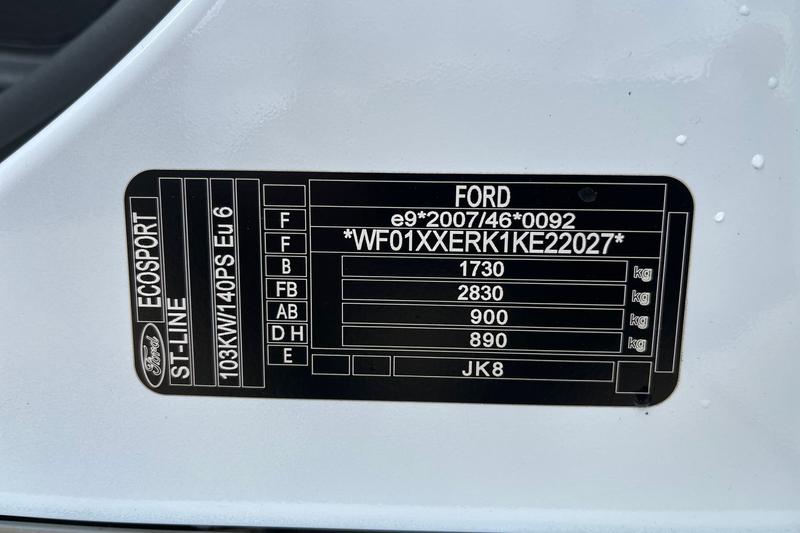 FORD
e9*2007/46*0092
*WF01XXERK1KE22027*
1730 kg
2830 kg
900 kg
890 kg
JK8
F
F
B
FB
AB
D H
E
Ford ECOSPORT
ST-LINE
103KW/140PS Eu 6